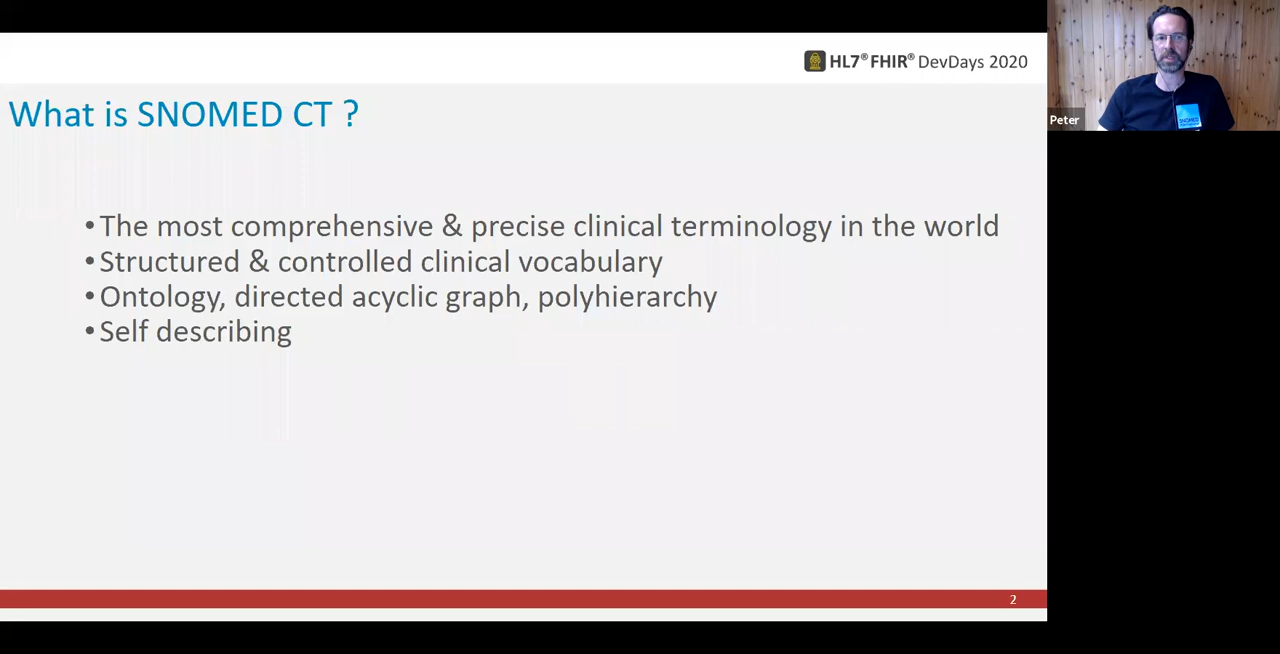 HL7® FHIR® DevDays 2020
What is SNOMED CT ?
• The most comprehensive & precise clinical terminology in the world
• Structured & controlled clinical vocabulary
• Ontology, directed acyclic graph, polyhierarchy
• Self describing
2
Peter
SNOMED